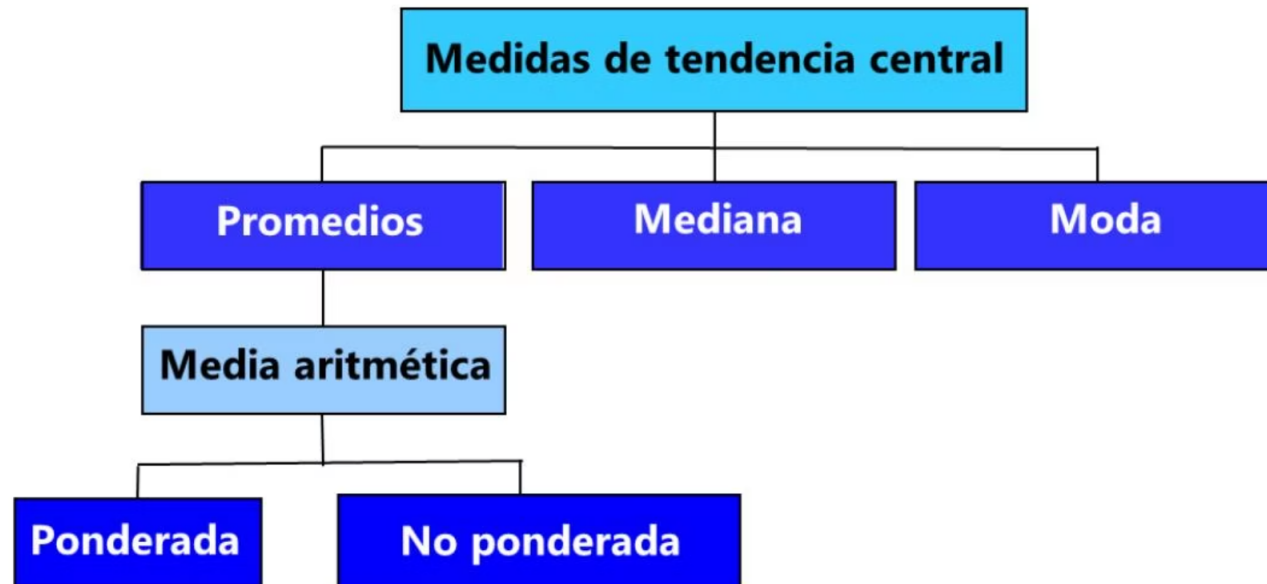 Medidas de tendencia central
Promedios
Mediana
Moda
Media aritmética
Ponderada
No ponderada